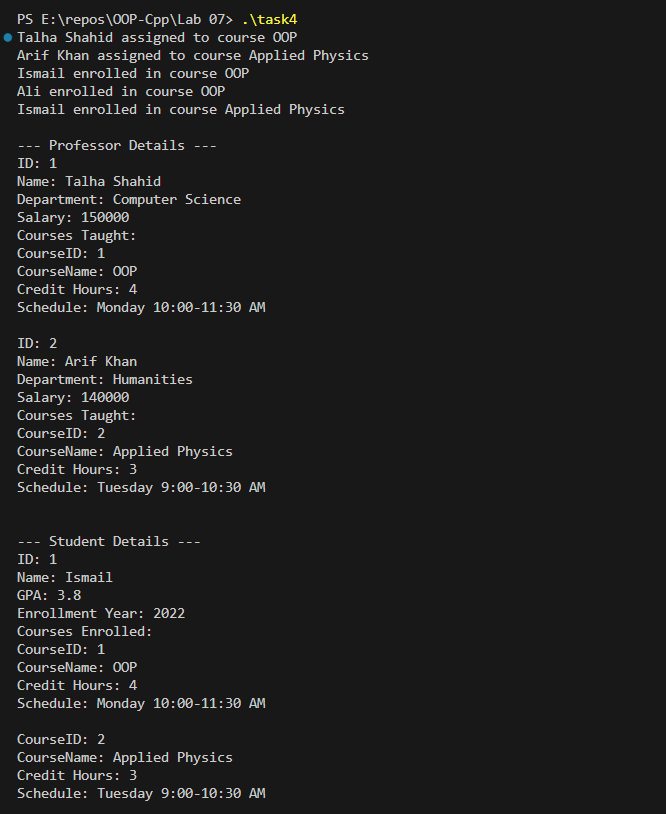 PS E:\repos\OOP-Cpp\Lab 07> .\task4
Talha Shahid assigned to course OOP
Arif Khan assigned to course Applied Physics
Ismail enrolled in course OOP
Ali enrolled in course OOP
Ismail enrolled in course Applied Physics
--- Professor Details ---
ID: 1
Name: Talha Shahid
Department: Computer Science
Salary: 150000
Courses Taught:
CourseID: 1
CourseName: OOP
Credit Hours: 4
Schedule: Monday 10:00-11:30 AM
ID: 2
Name: Arif Khan
Department: Humanities
Salary: 140000
Courses Taught:
CourseID: 2
CourseName: Applied Physics
Credit Hours: 3
Schedule: Tuesday 9:00-10:30 AM
--- Student Details ---
ID: 1
Name: Ismail
GPA: 3.8
Enrollment Year: 2022
Courses Enrolled:
CourseID: 1
CourseName: OOP
Credit Hours: 4
Schedule: Monday 10:00-11:30 AM
CourseID: 2
CourseName: Applied Physics
Credit Hours: 3
Schedule: Tuesday 9:00-10:30 AM